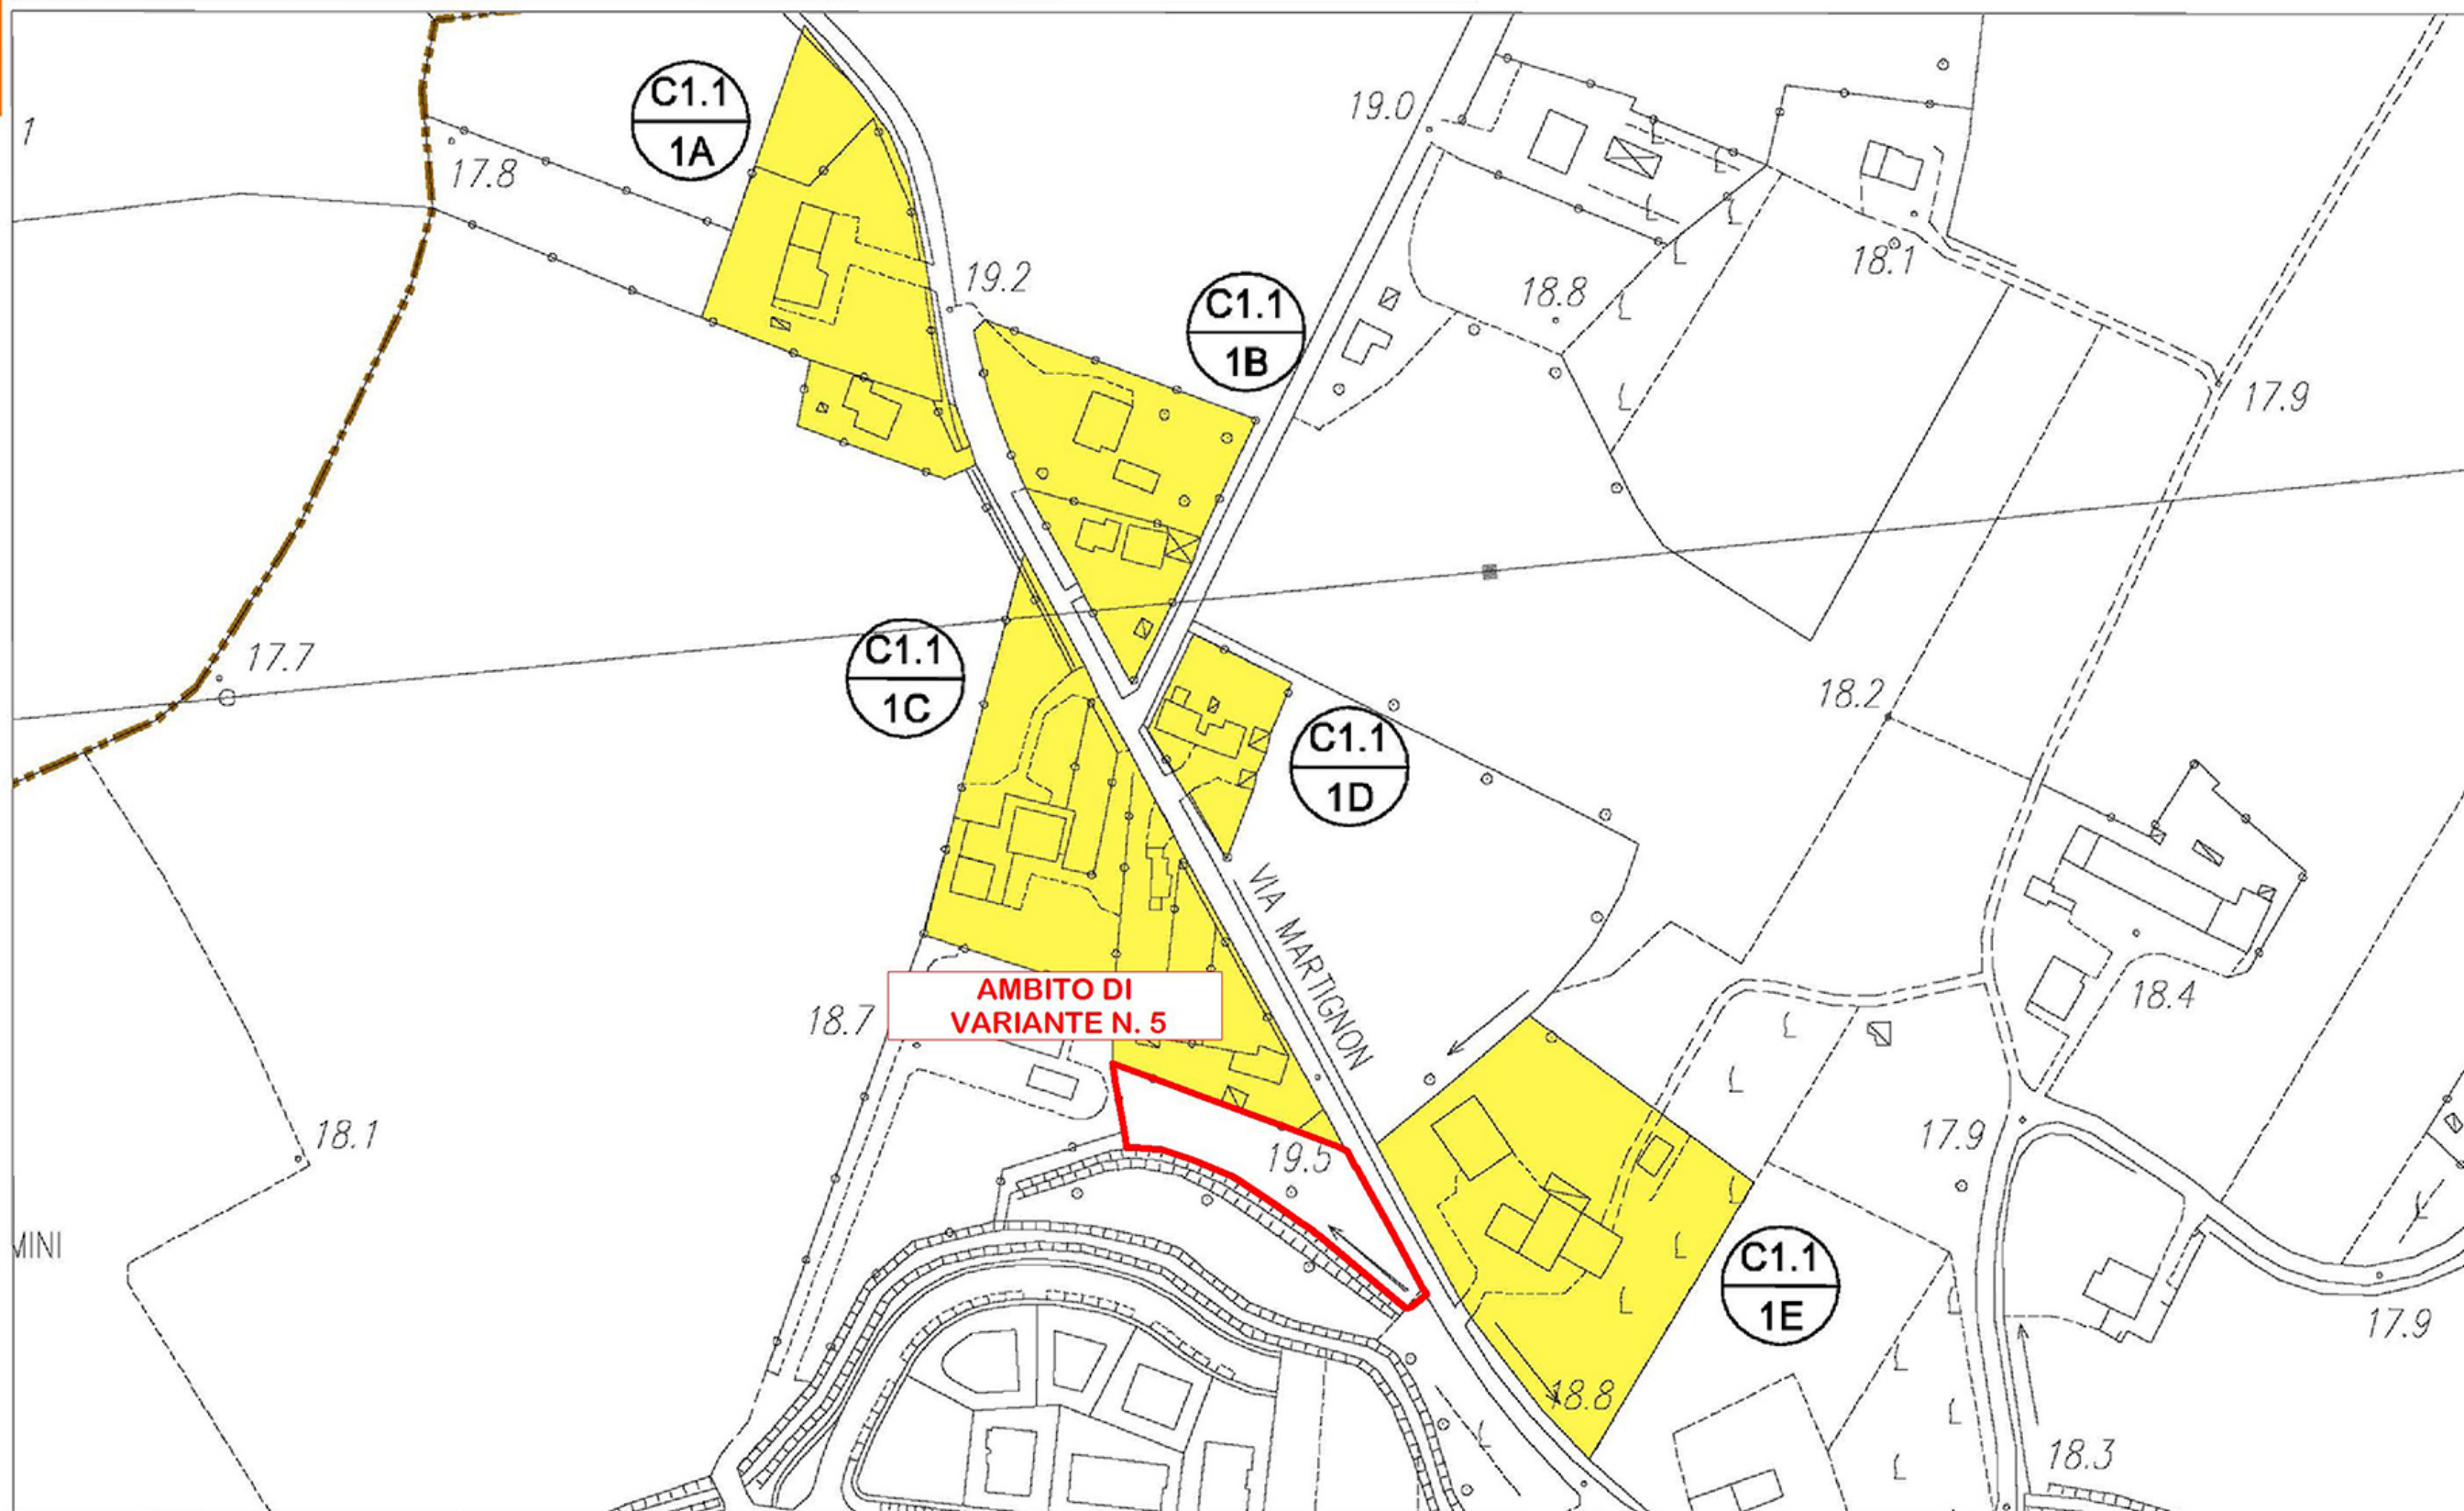 C1.1
1A
19.0
1
17.8
19.2
18.1
C1.1
1B
18.8
17.9
17.7
C1.1
1C
18.2
C1.1
1D
VIA MARTIGNON
AMBITO DI
VARIANTE N. 5
18.7
18.4
18.1
19.5
17.9
MINI
C1.1
1E
17.9
18.8
18.3